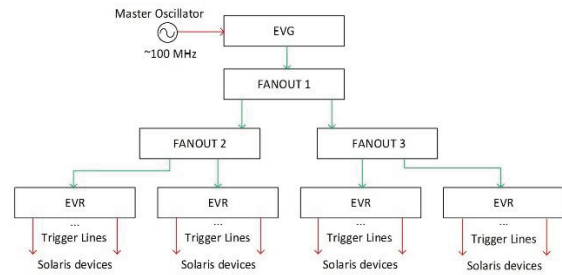 Master Oscillator
EVG
~100 MHz
FANOUT 1
FANOUT 2
FANOUT 3
EVR
EVR
EVR
EVR
...
...
...
...
Trigger Lines
Trigger Lines
Trigger Lines
Trigger Lines
Solaris devices
Solaris devices
Solaris devices
Solaris devices